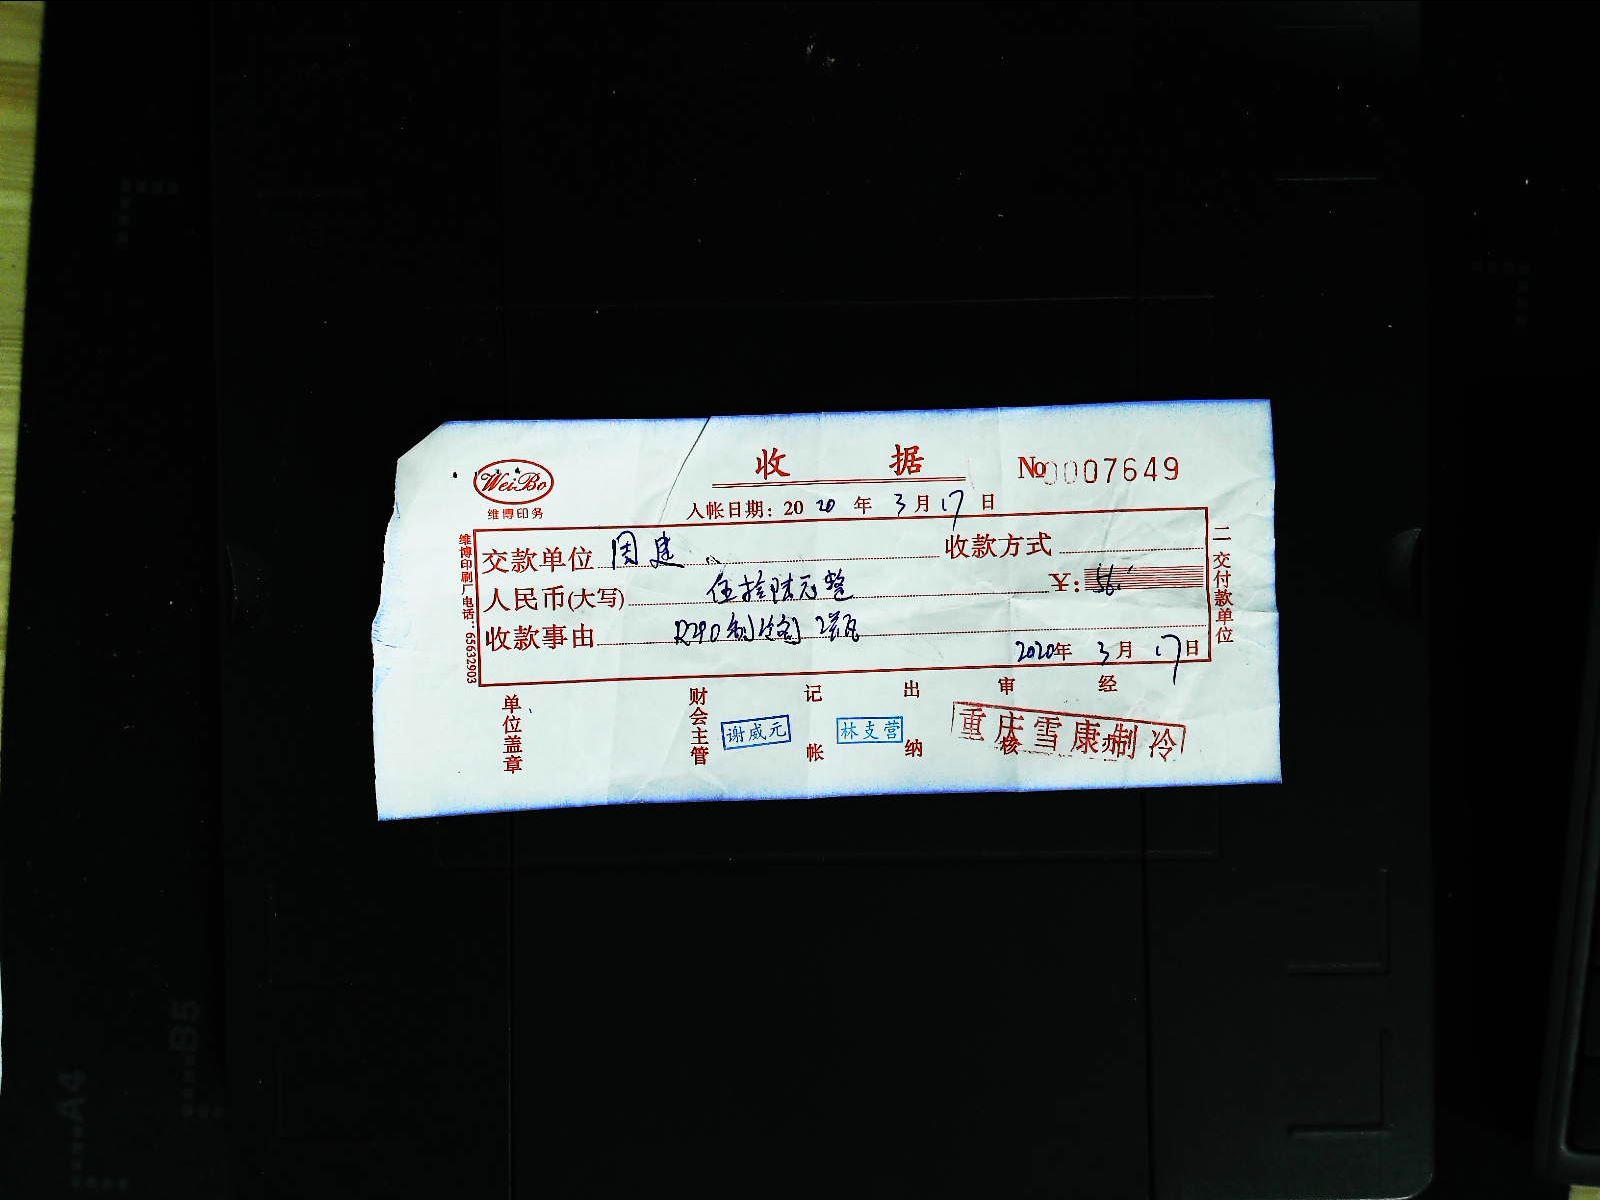 收 据
No 0007649
WeiBo
维博印务
入帐日期: 2020 年 3 月 17 日
交款单位 周建 收款方式
人民币(大写) 伍拾陆元整 ¥: 56.
收款事由 R290制冷剂 2瓶
2020年 3 月 17日
维博印刷厂电话: 65632903
二 交付款单位
单位盖章
财会主管 谢威元
记帐 林支营
出纳
审核
经
重庆雪康制冷
A4
B5